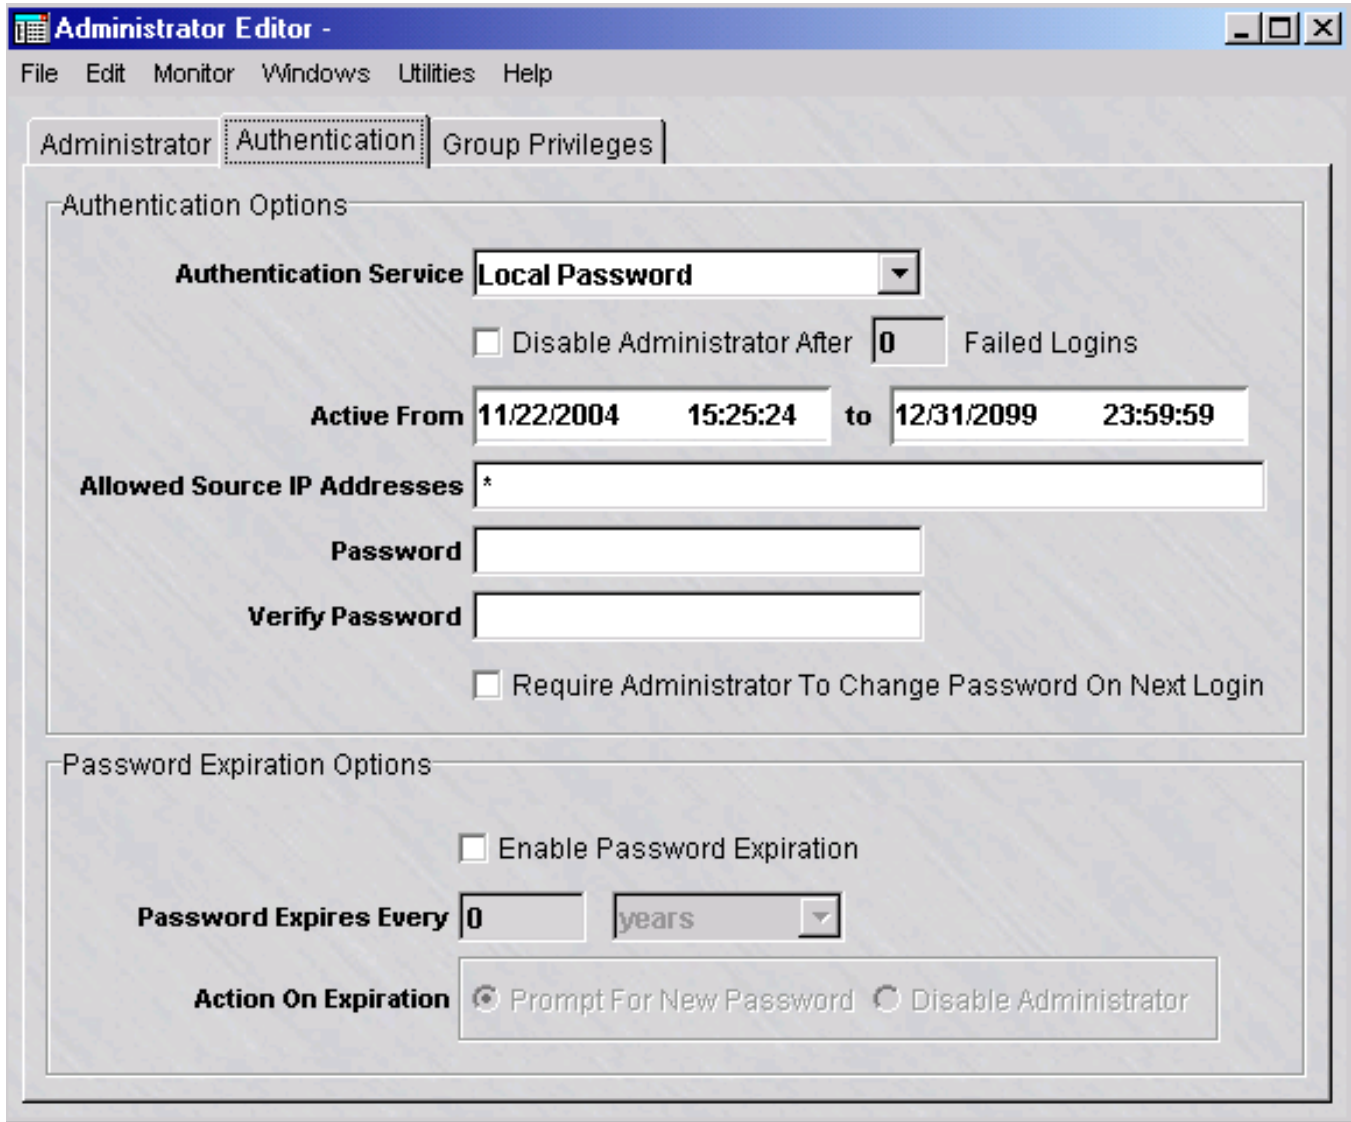 Administrator Editor -
File Edit Monitor Windows Utilities Help
Administrator Authentication Group Privileges
Authentication Options
Authentication Service Local Password
Disable Administrator After 0 Failed Logins
Active From 11/22/2004 15:25:24 to 12/31/2099 23:59:59
Allowed Source IP Addresses *
Password
Verify Password
Require Administrator To Change Password On Next Login
Password Expiration Options
Enable Password Expiration
Password Expires Every 0 years
Action On Expiration Prompt For New Password Disable Administrator